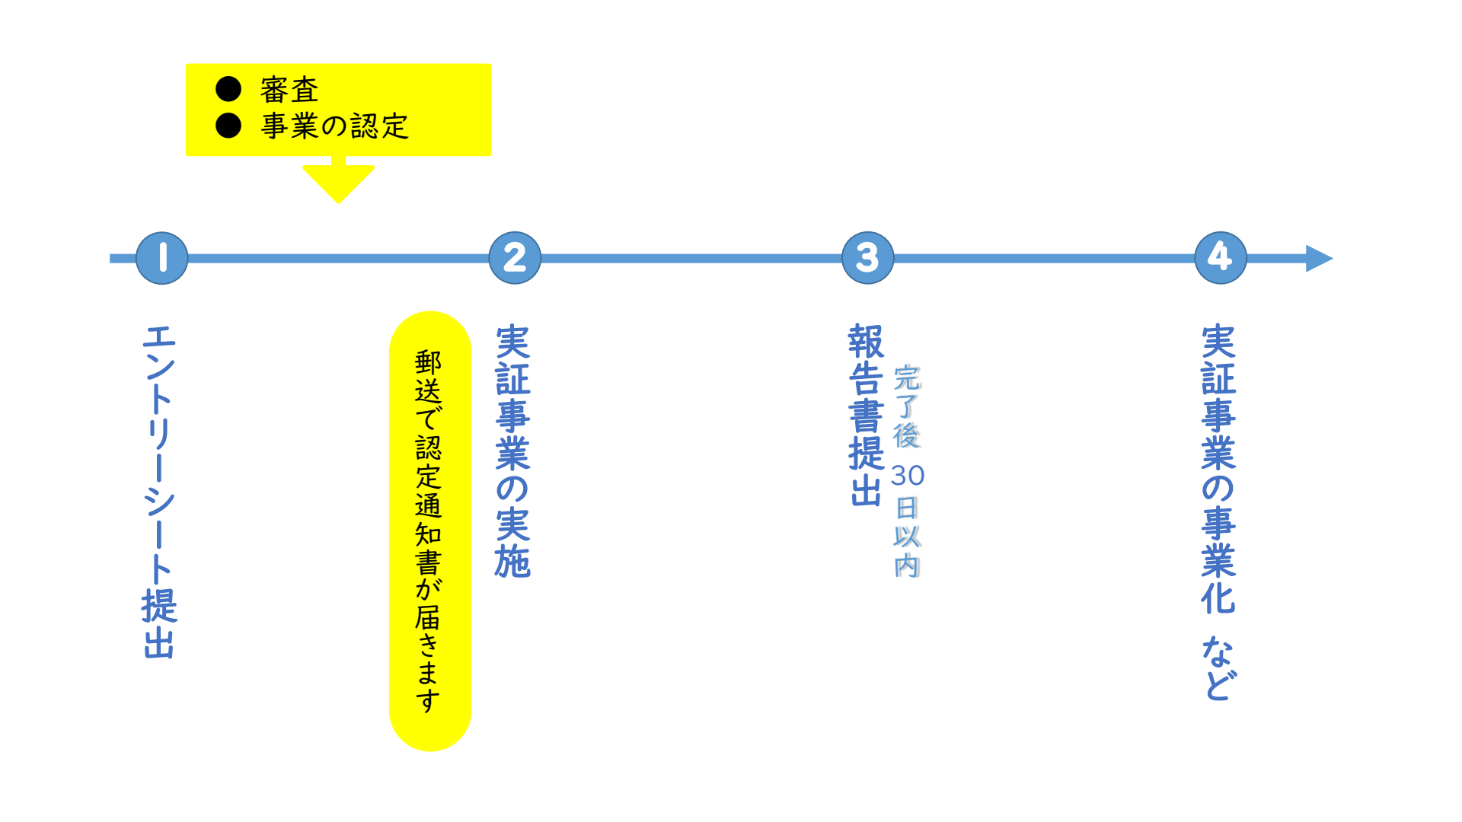 ● 審査
● 事業の認定
1
2
3
4
エントリーシート提出
郵送で認定通知書が届きます
実証事業の実施
報告書提出
完了後30日以内
実証事業の事業化 など